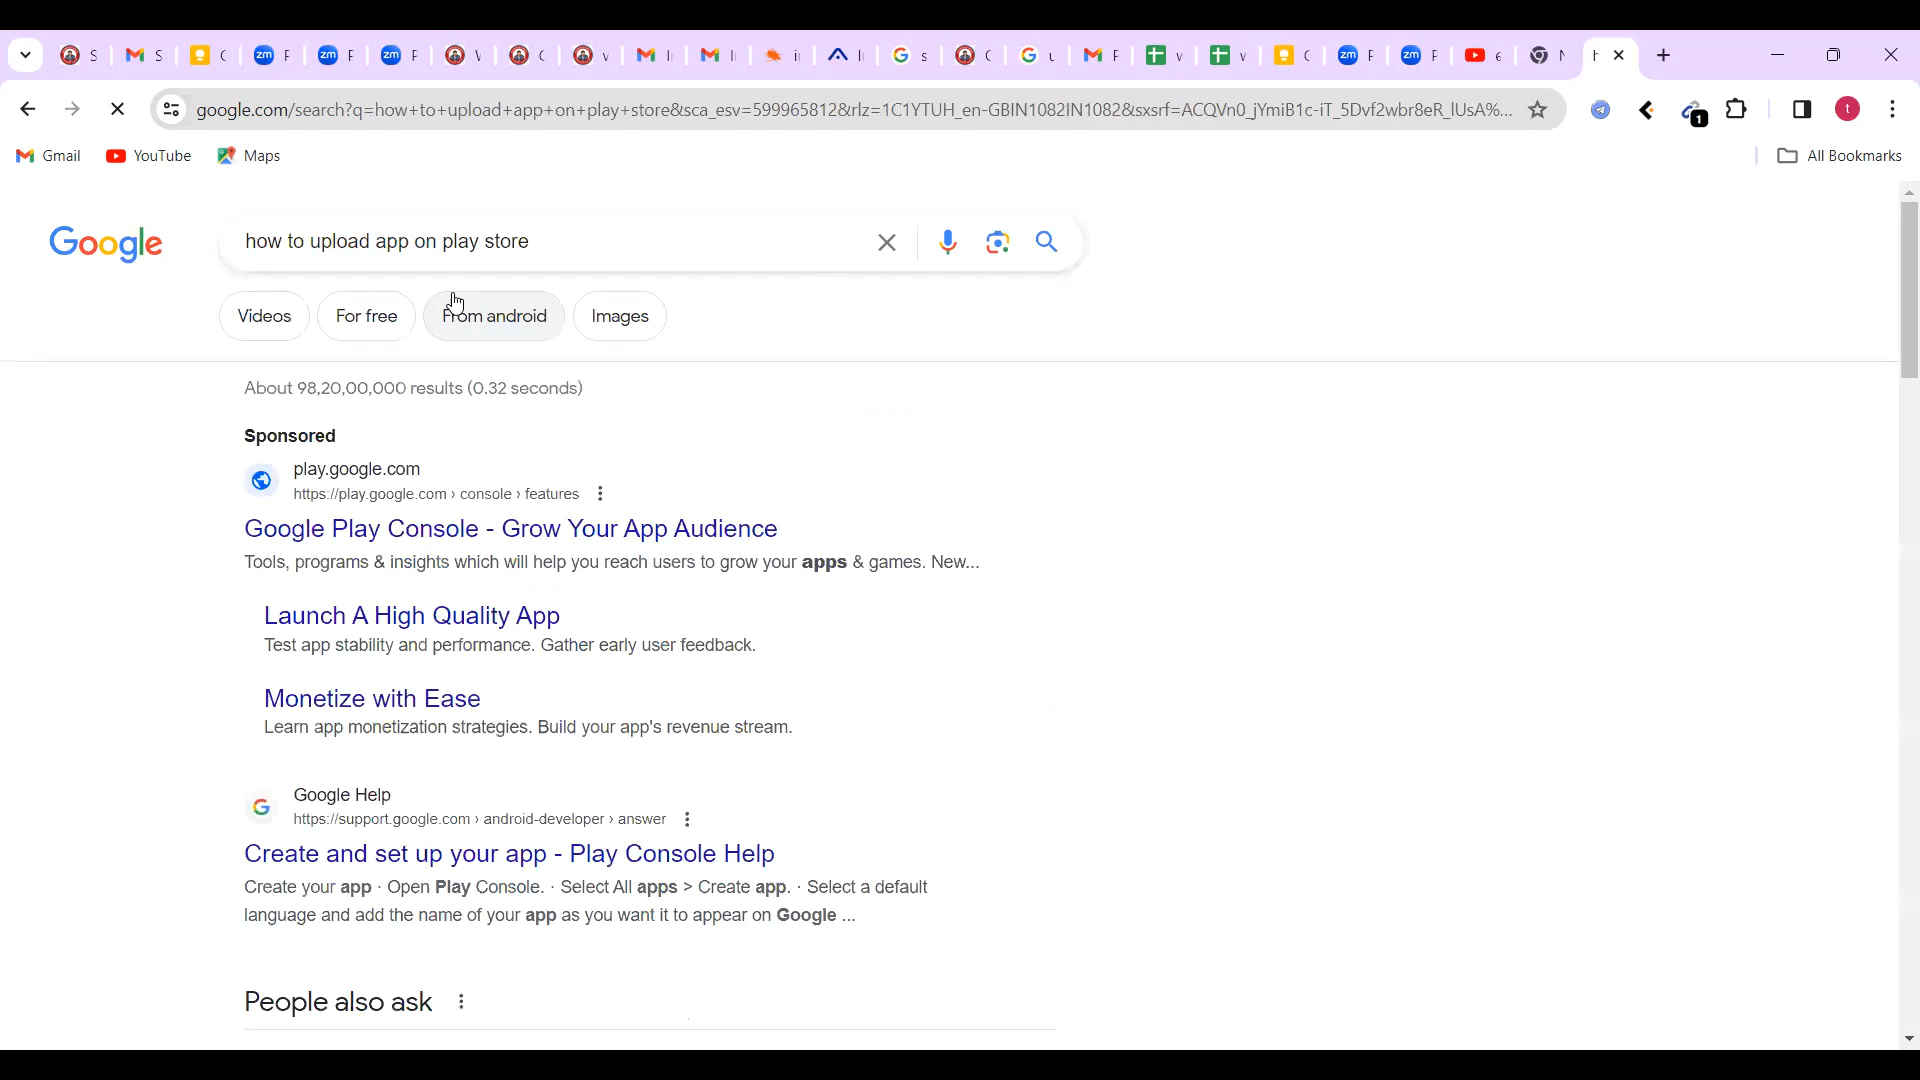 S
S
C
F
F
F
V
C
v
I
I
i
I
s
C
u
F
v
v
C
F
F
e
N
h
google.com/search?q=how+to+upload+app+on+play+store&sca_esv=599965812&rlz=1C1YTUH_en-GBIN1082IN1082&sxsrf=ACQVn0_jYmiB1c-iT_5Dvf2wbr8eR_lUsA%...
1
t
Gmail
YouTube
Maps
All Bookmarks
Google
how to upload app on play store
Videos
For free
From android
Images
About 98,20,00,000 results (0.32 seconds)
Sponsored
play.google.com
https://play.google.com › console › features
Google Play Console - Grow Your App Audience
Tools, programs & insights which will help you reach users to grow your apps & games. New...
Launch A High Quality App
Test app stability and performance. Gather early user feedback.
Monetize with Ease
Learn app monetization strategies. Build your app's revenue stream.
Google Help
https://support.google.com › android-developer › answer
Create and set up your app - Play Console Help
Create your app · Open Play Console. · Select All apps > Create app. · Select a default
language and add the name of your app as you want it to appear on Google ...
People also ask